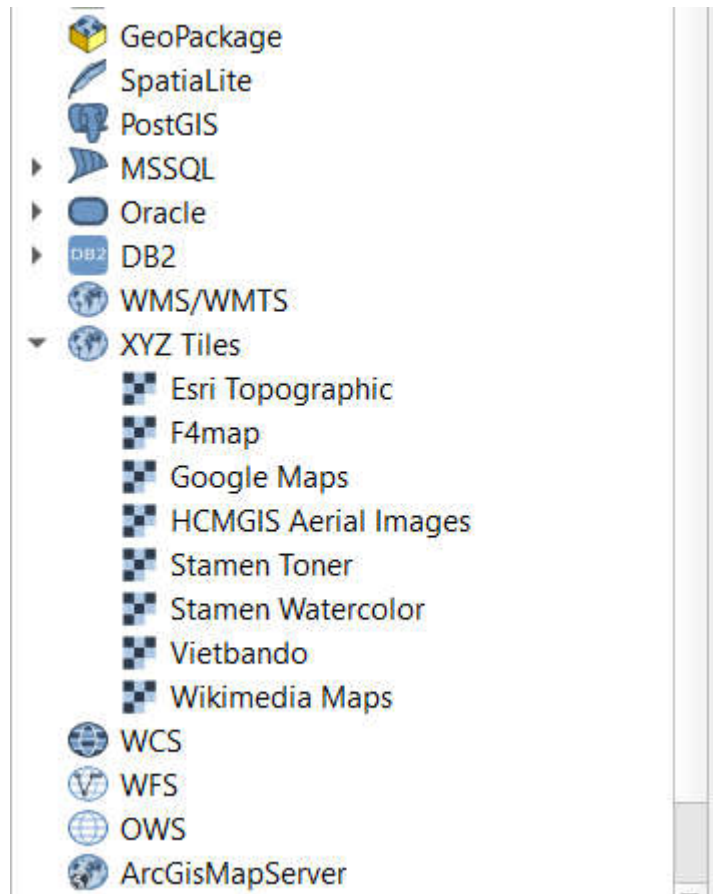 GeoPackage
SpatiaLite
PostGIS
MSSQL
Oracle
DB2 DB2
WMS/WMTS
XYZ Tiles
Esri Topographic
F4map
Google Maps
HCMGIS Aerial Images
Stamen Toner
Stamen Watercolor
Vietbando
Wikimedia Maps
WCS
V WFS
OWS
ArcGisMapServer